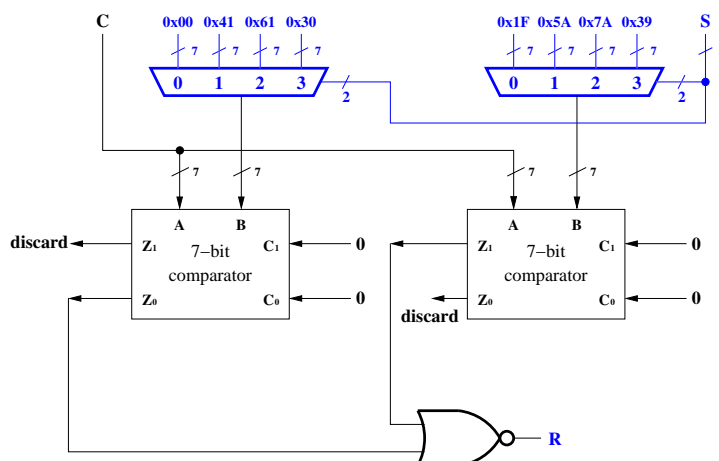 C 0x00 0x41 0x61 0x30 0x1F 0x5A 0x7A 0x39 S
7 7 7 7 7 7 7 7
0 1 2 3 2 0 1 2 3 2
7 7 7 7
A B A B
discard Z1 7−bit C1 0 Z1 7−bit C1 0
comparator comparator
Z0 C0 0 Z0 C0 0
discard
R